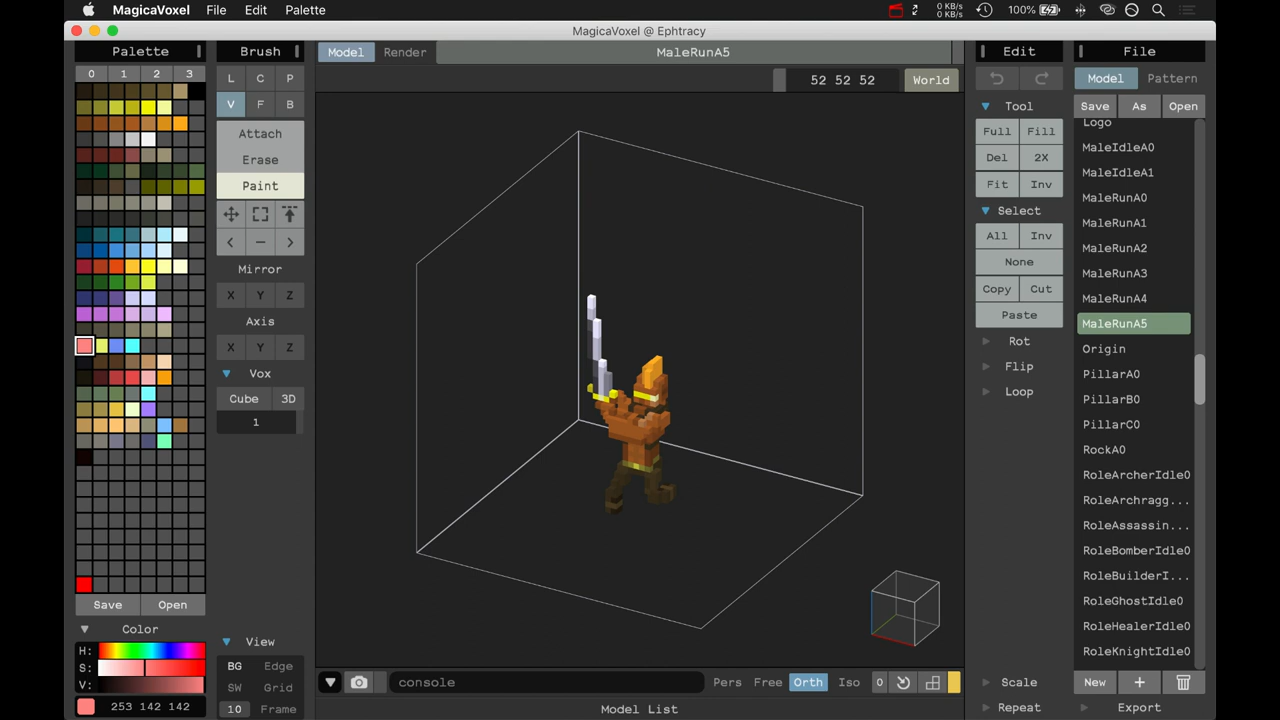 MagicaVoxel File Edit Palette 0 KB/s 0 KB/s 100%
MagicaVoxel @ Ephtracy
Palette
0 1 2 3
Save Open
Color
H:
S:
V:
253 142 142
Brush
L C P
V F B
Attach
Erase
Paint
Mirror
X Y Z
Axis
X Y Z
Vox
Cube 3D
1
View
BG Edge
SW Grid
10 Frame
Model Render MaleRunA5
52 52 52 World
console Pers Free Orth Iso 0
Model List
Edit
Tool
Full Fill
Del 2X
Fit Inv
Select
All Inv
None
Copy Cut
Paste
Rot
Flip
Loop
Scale
Repeat
File
Model Pattern
Save As Open
Logo
MaleIdleA0
MaleIdleA1
MaleRunA0
MaleRunA1
MaleRunA2
MaleRunA3
MaleRunA4
MaleRunA5
Origin
PillarA0
PillarB0
PillarC0
RockA0
RoleArcherIdle0
RoleArchragg...
RoleAssassin...
RoleBomberIdle0
RoleBuilderI...
RoleGhostIdle0
RoleHealerIdle0
RoleKnightIdle0
New +
Export